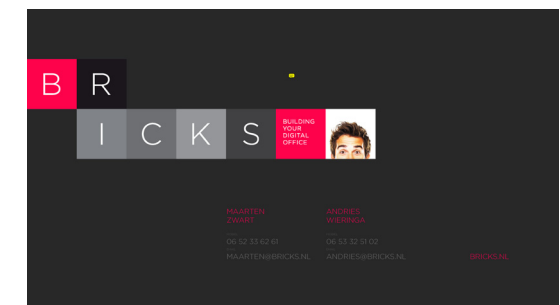 B R
I C K S
BUILDING
YOUR
DIGITAL
OFFICE
MAARTEN
ZWART
06 52 33 62 61
MAARTEN@BRICKS.NL
ANDRIES
WIERINGA
06 53 32 51 02
ANDRIES@BRICKS.NL
BRICKS.NL